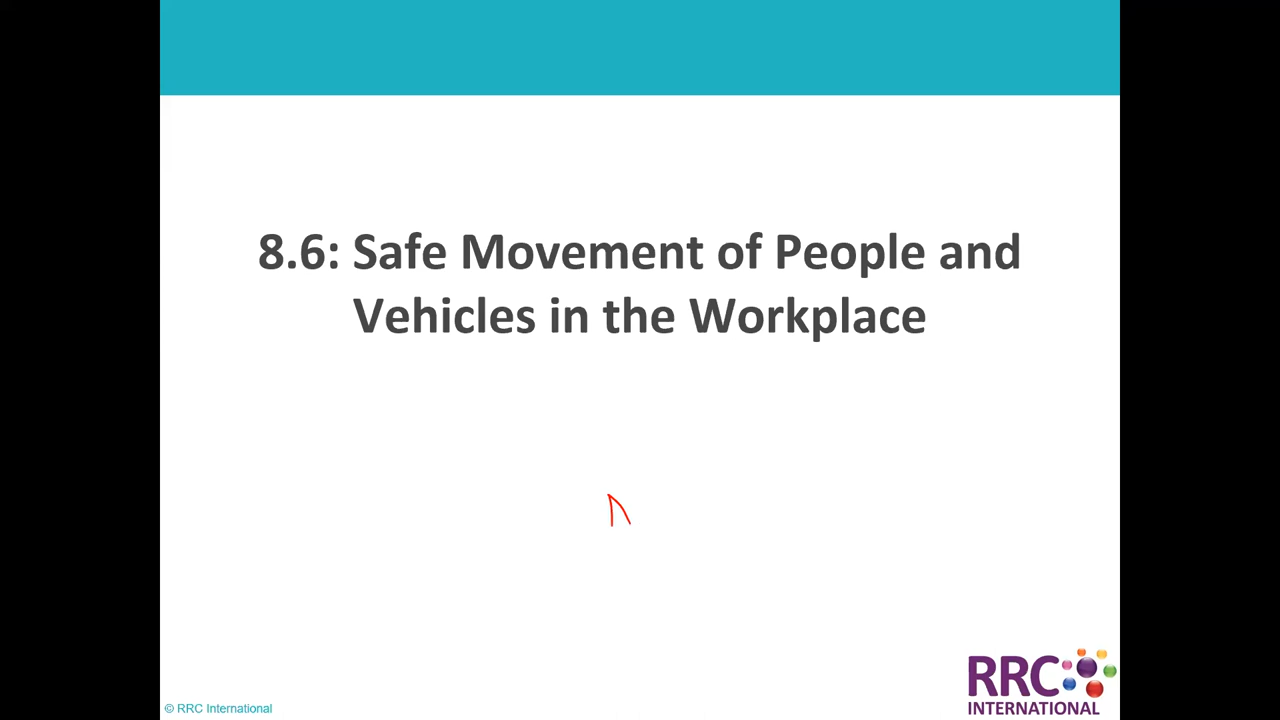 8.6: Safe Movement of People and
Vehicles in the Workplace
© RRC International
RRC
INTERNATIONAL